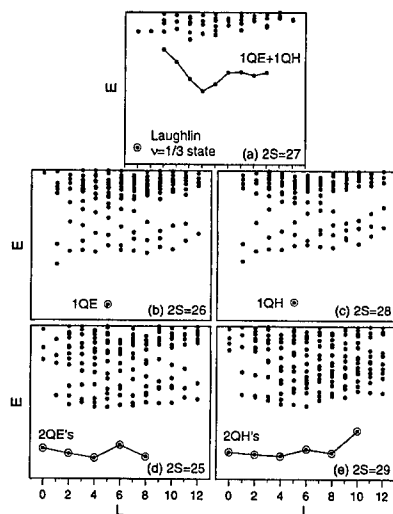 E
1QE+1QH
Laughlin
ν=1/3 state
(a) 2S=27
E
1QE
(b) 2S=26
1QH
(c) 2S=28
E
2QE's
(d) 2S=25
2QH's
(e) 2S=29
0 2 4 6 8 10 12
0 2 4 6 8 10 12
L
L